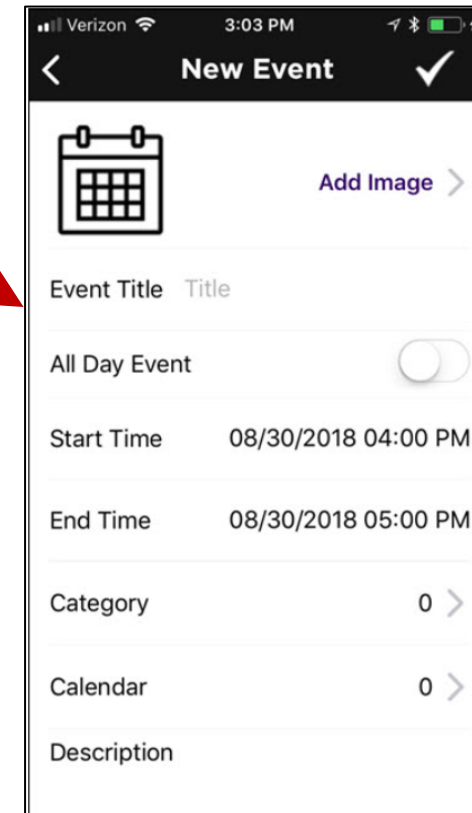 Verizon 3:03 PM
New Event
Add Image
Event Title Title
All Day Event
Start Time 08/30/2018 04:00 PM
End Time 08/30/2018 05:00 PM
Category 0
Calendar 0
Description